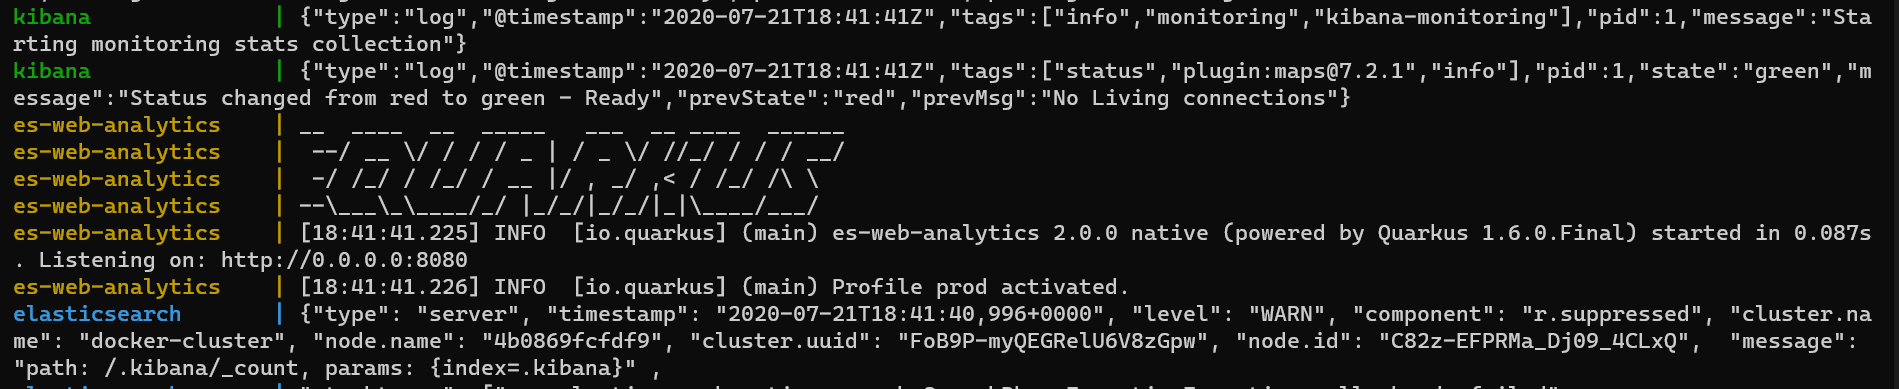 kibana | {"type":"log","@timestamp":"2020-07-21T18:41:41Z","tags":["info","monitoring","kibana-monitoring"],"pid":1,"message":"Sta
rting monitoring stats collection"}
kibana | {"type":"log","@timestamp":"2020-07-21T18:41:41Z","tags":["status","plugin:maps@7.2.1","info"],"pid":1,"state":"green","m
essage":"Status changed from red to green - Ready","prevState":"red","prevMsg":"No Living connections"}
es-web-analytics | __  ____  __  _____   ___  __ ____  ______
es-web-analytics |  --/ __ \/ / / / _ | / _ \/ //_/ / / / __/
es-web-analytics |  -/ /_/ / /_/ / __ |/ , _/ ,< / /_/ /\ \
es-web-analytics | --\___\_\____/_/ |_/_/|_/_/|_|\____/___/
es-web-analytics | [18:41:41.225] INFO  [io.quarkus] (main) es-web-analytics 2.0.0 native (powered by Quarkus 1.6.0.Final) started in 0.087s
. Listening on: http://0.0.0.0:8080
es-web-analytics | [18:41:41.226] INFO  [io.quarkus] (main) Profile prod activated.
elasticsearch | {"type": "server", "timestamp": "2020-07-21T18:41:40,996+0000", "level": "WARN", "component": "r.suppressed", "cluster.na
me": "docker-cluster", "node.name": "4b0869fcfdf9", "cluster.uuid": "FoB9P-myQEGRelU6V8zGpw", "node.id": "C82z-EFPRMa_Dj09_4CLxQ",  "message":
"path: /.kibana/_count, params: {index=.kibana}" ,